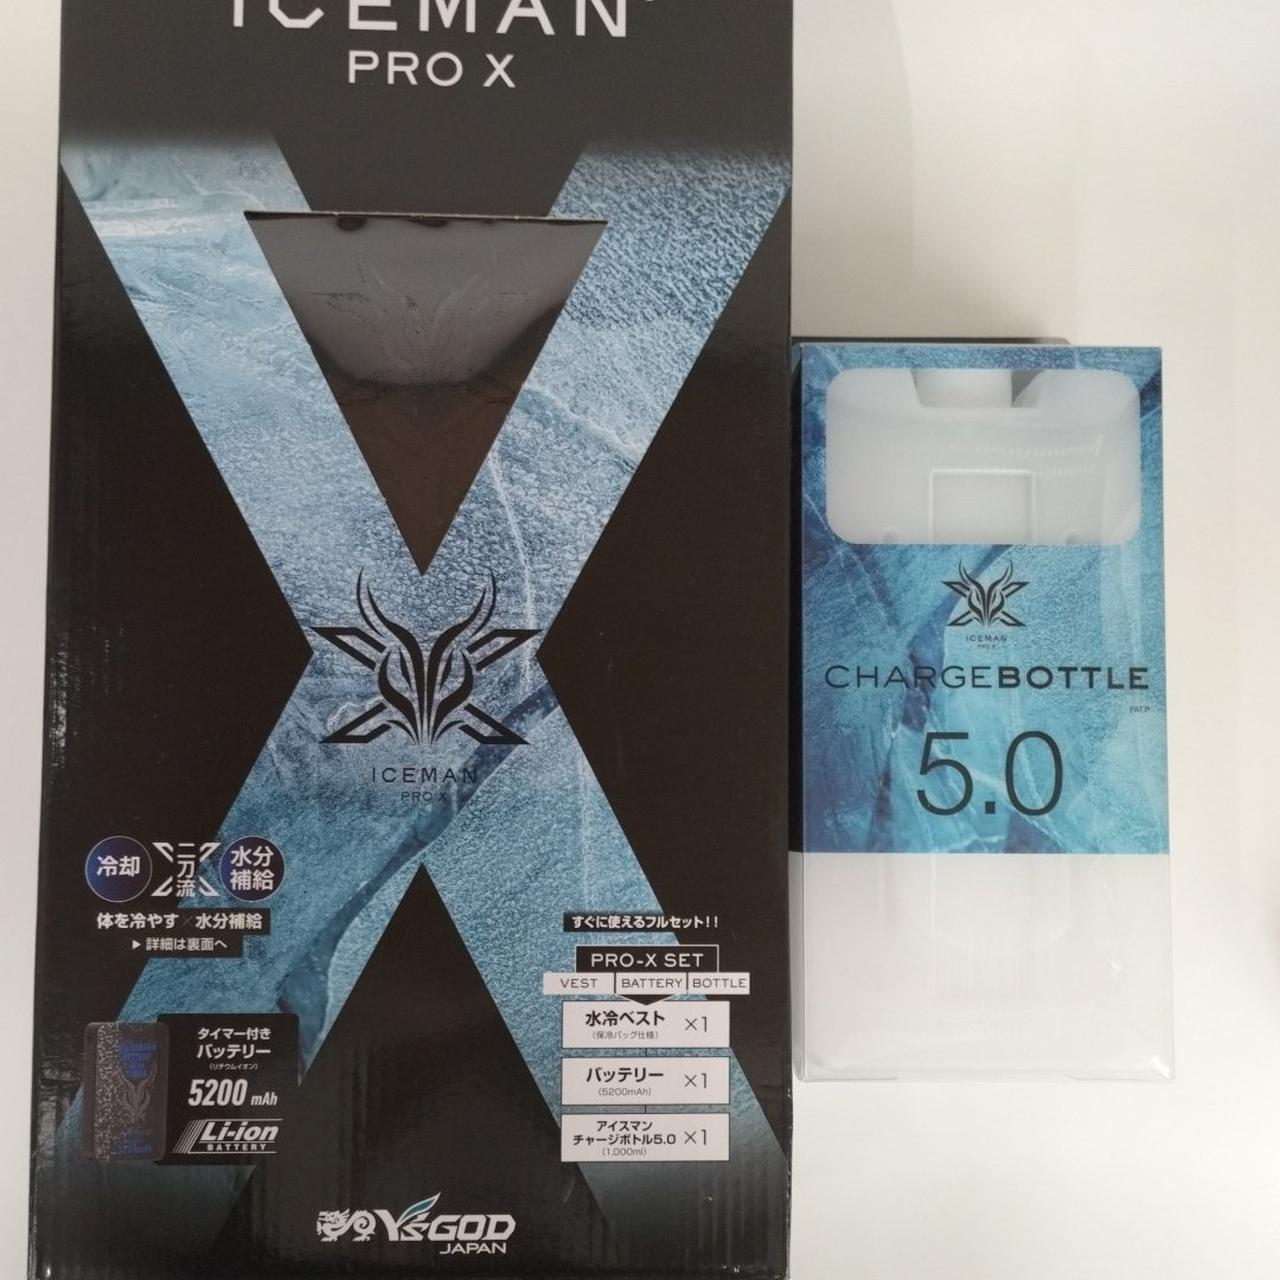 ICEMAN
PRO X
ICEMAN
PRO X
冷却
二刀流
水分
補給
体を冷やす×水分補給
▶詳細は裏面へ
タイマー付き
バッテリー
(リチウムイオン)
5200 mAh
Li-ion
BATTERY
すぐに使えるフルセット!!
PRO-X SET
VEST BATTERY BOTTLE
水冷ベスト ×1
(保冷バッグ仕様)
バッテリー ×1
(5200mAh)
アイスマン
チャージボトル5.0 ×1
(1,000ml)
Y'SGOD
JAPAN
ICEMAN
PRO X
CHARGEBOTTLE
PAT.P
5.0